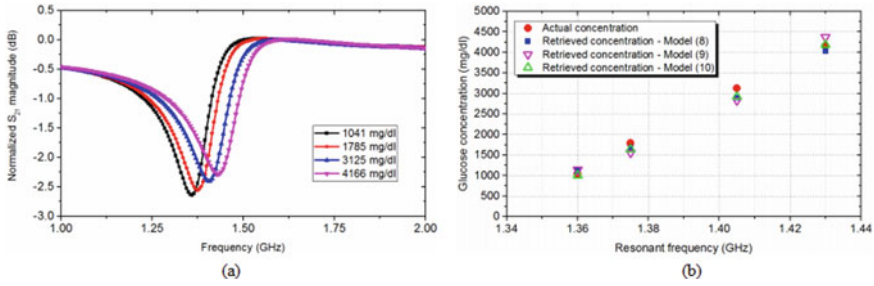 0.5
0.0
-0.5
-1.0
-1.5
-2.0
-2.5
-3.0
Normalized S21 magnitude (dB)
1041 mg/dl
1785 mg/dl
3125 mg/dl
4166 mg/dl
1.00
1.25
1.50
1.75
2.00
Frequency (GHz)
(a)
5000
4500
4000
3500
3000
2500
2000
1500
1000
500
0
Glucose concentration (mg/dl)
Actual concentration
Retrieved concentration - Model (8)
Retrieved concentration - Model (9)
Retrieved concentration - Model (10)
1.34
1.36
1.38
1.40
1.42
1.44
Resonant frequency (GHz)
(b)